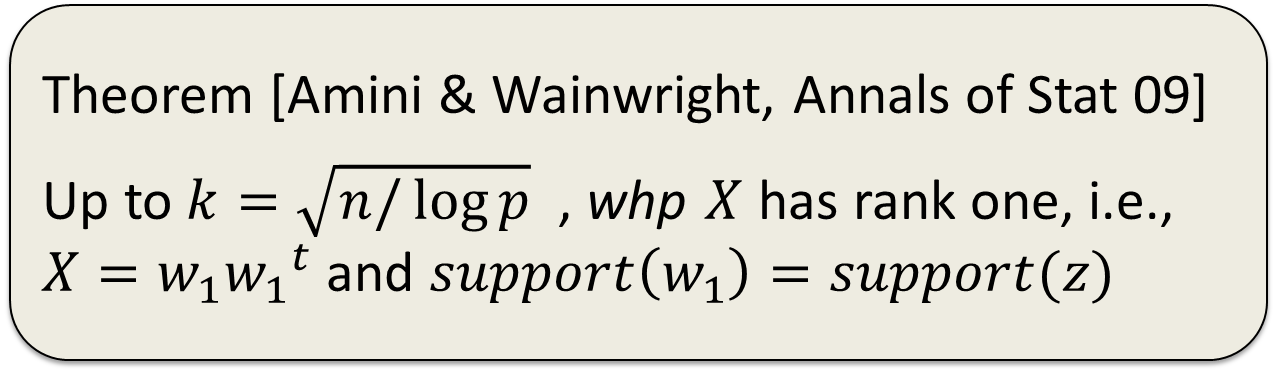 Theorem [Amini & Wainwright, Annals of Stat 09]
Up to k = √(n/ log p) , whp X has rank one, i.e.,
X = w₁w₁ᵗ and support(w₁) = support(z)